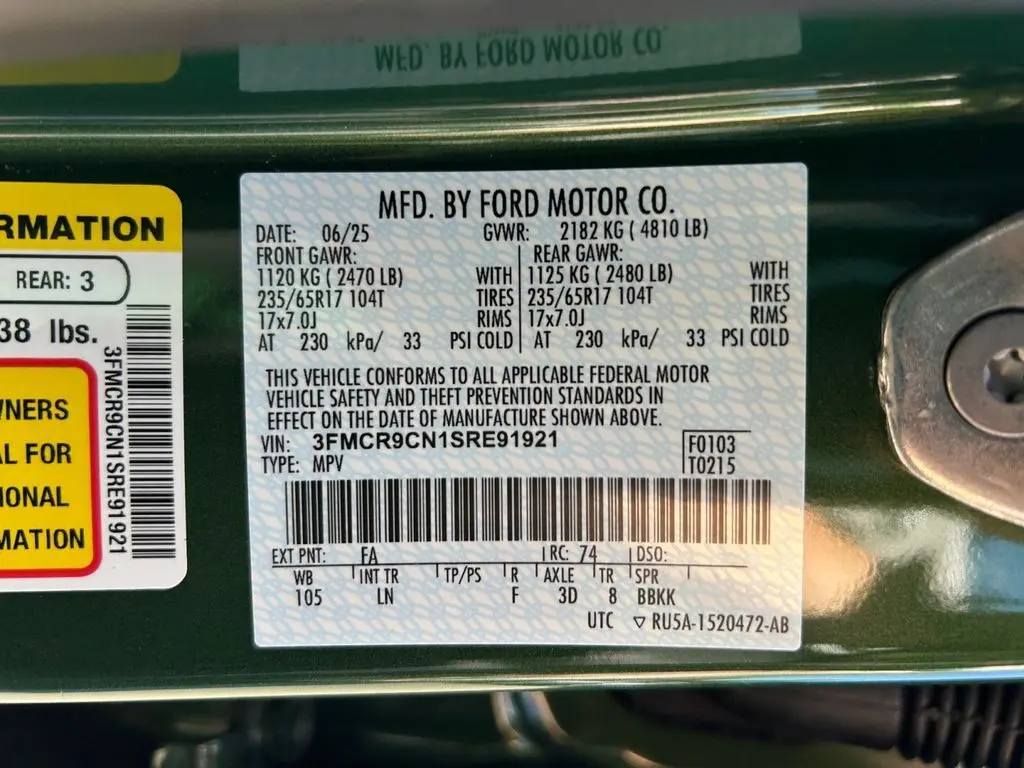 MFD. BY FORD MOTOR CO.
RMATION
REAR: 3
38 lbs.
WNERS
AL FOR
IONAL
MATION
3FMCR9CN1SRE91921
MFD. BY FORD MOTOR CO.
DATE: 06/25 GVWR: 2182 KG ( 4810 LB)
FRONT GAWR: REAR GAWR:
1120 KG ( 2470 LB) WITH 1125 KG ( 2480 LB) WITH
235/65R17 104T TIRES 235/65R17 104T TIRES
17x7.0J RIMS 17x7.0J RIMS
AT 230 kPa/ 33 PSI COLD AT 230 kPa/ 33 PSI COLD
THIS VEHICLE CONFORMS TO ALL APPLICABLE FEDERAL MOTOR
VEHICLE SAFETY AND THEFT PREVENTION STANDARDS IN
EFFECT ON THE DATE OF MANUFACTURE SHOWN ABOVE.
VIN: 3FMCR9CN1SRE91921 F0103
TYPE: MPV T0215
EXT PNT: FA RC: 74 DSO:
WB INT TR TP/PS R AXLE TR SPR
105 LN F 3D 8 BBKK
UTC ▽ RU5A-1520472-AB